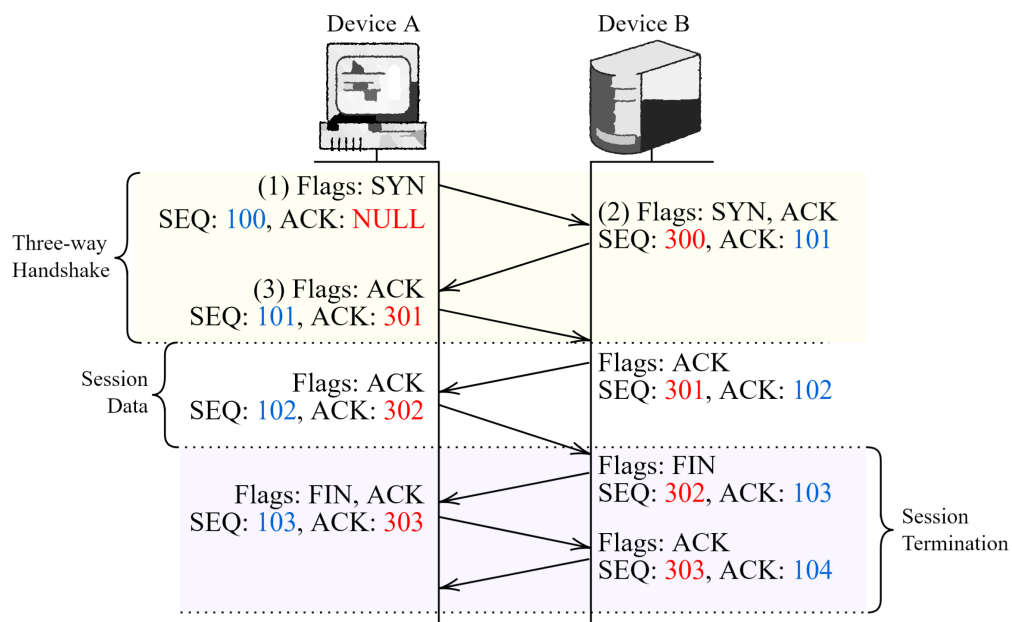 Device A
Device B
(1) Flags: SYN
SEQ: 100, ACK: NULL
(2) Flags: SYN, ACK
SEQ: 300, ACK: 101
Three-way
Handshake
(3) Flags: ACK
SEQ: 101, ACK: 301
Flags: ACK
SEQ: 301, ACK: 102
Session
Data
Flags: ACK
SEQ: 102, ACK: 302
Flags: FIN
SEQ: 302, ACK: 103
Flags: FIN, ACK
SEQ: 103, ACK: 303
Session
Termination
Flags: ACK
SEQ: 303, ACK: 104